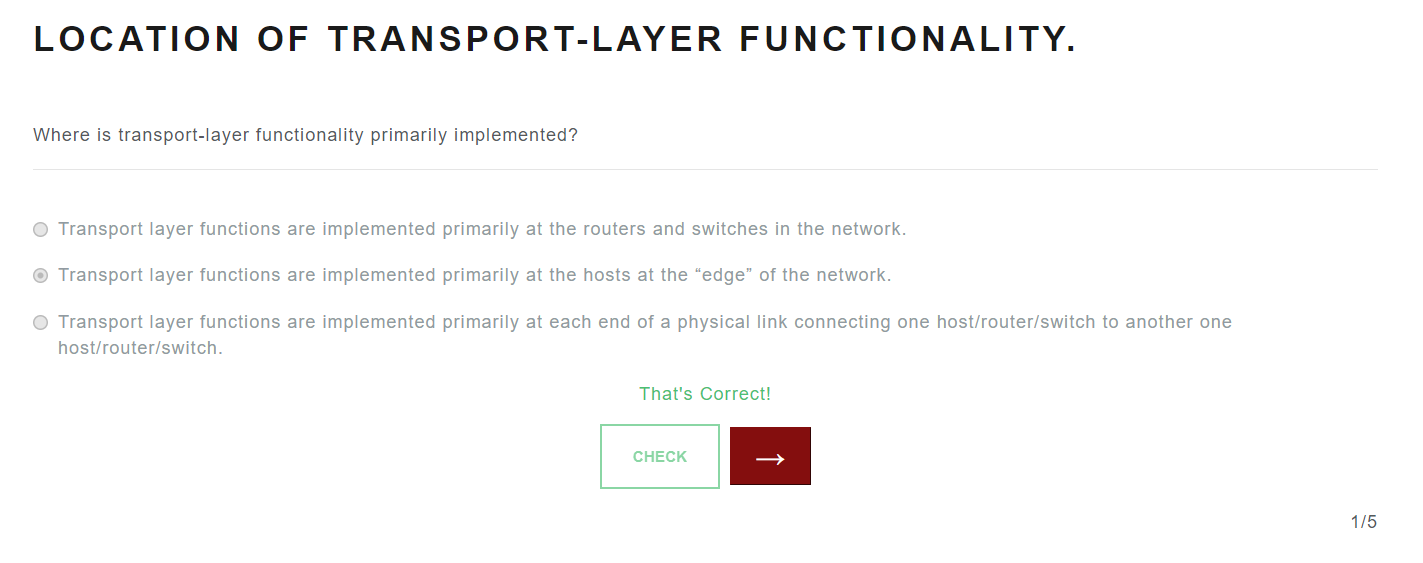 LOCATION OF TRANSPORT-LAYER FUNCTIONALITY.
Where is transport-layer functionality primarily implemented?
Transport layer functions are implemented primarily at the routers and switches in the network.
Transport layer functions are implemented primarily at the hosts at the “edge” of the network.
Transport layer functions are implemented primarily at each end of a physical link connecting one host/router/switch to another one
host/router/switch.
That's Correct!
CHECK →
1/5